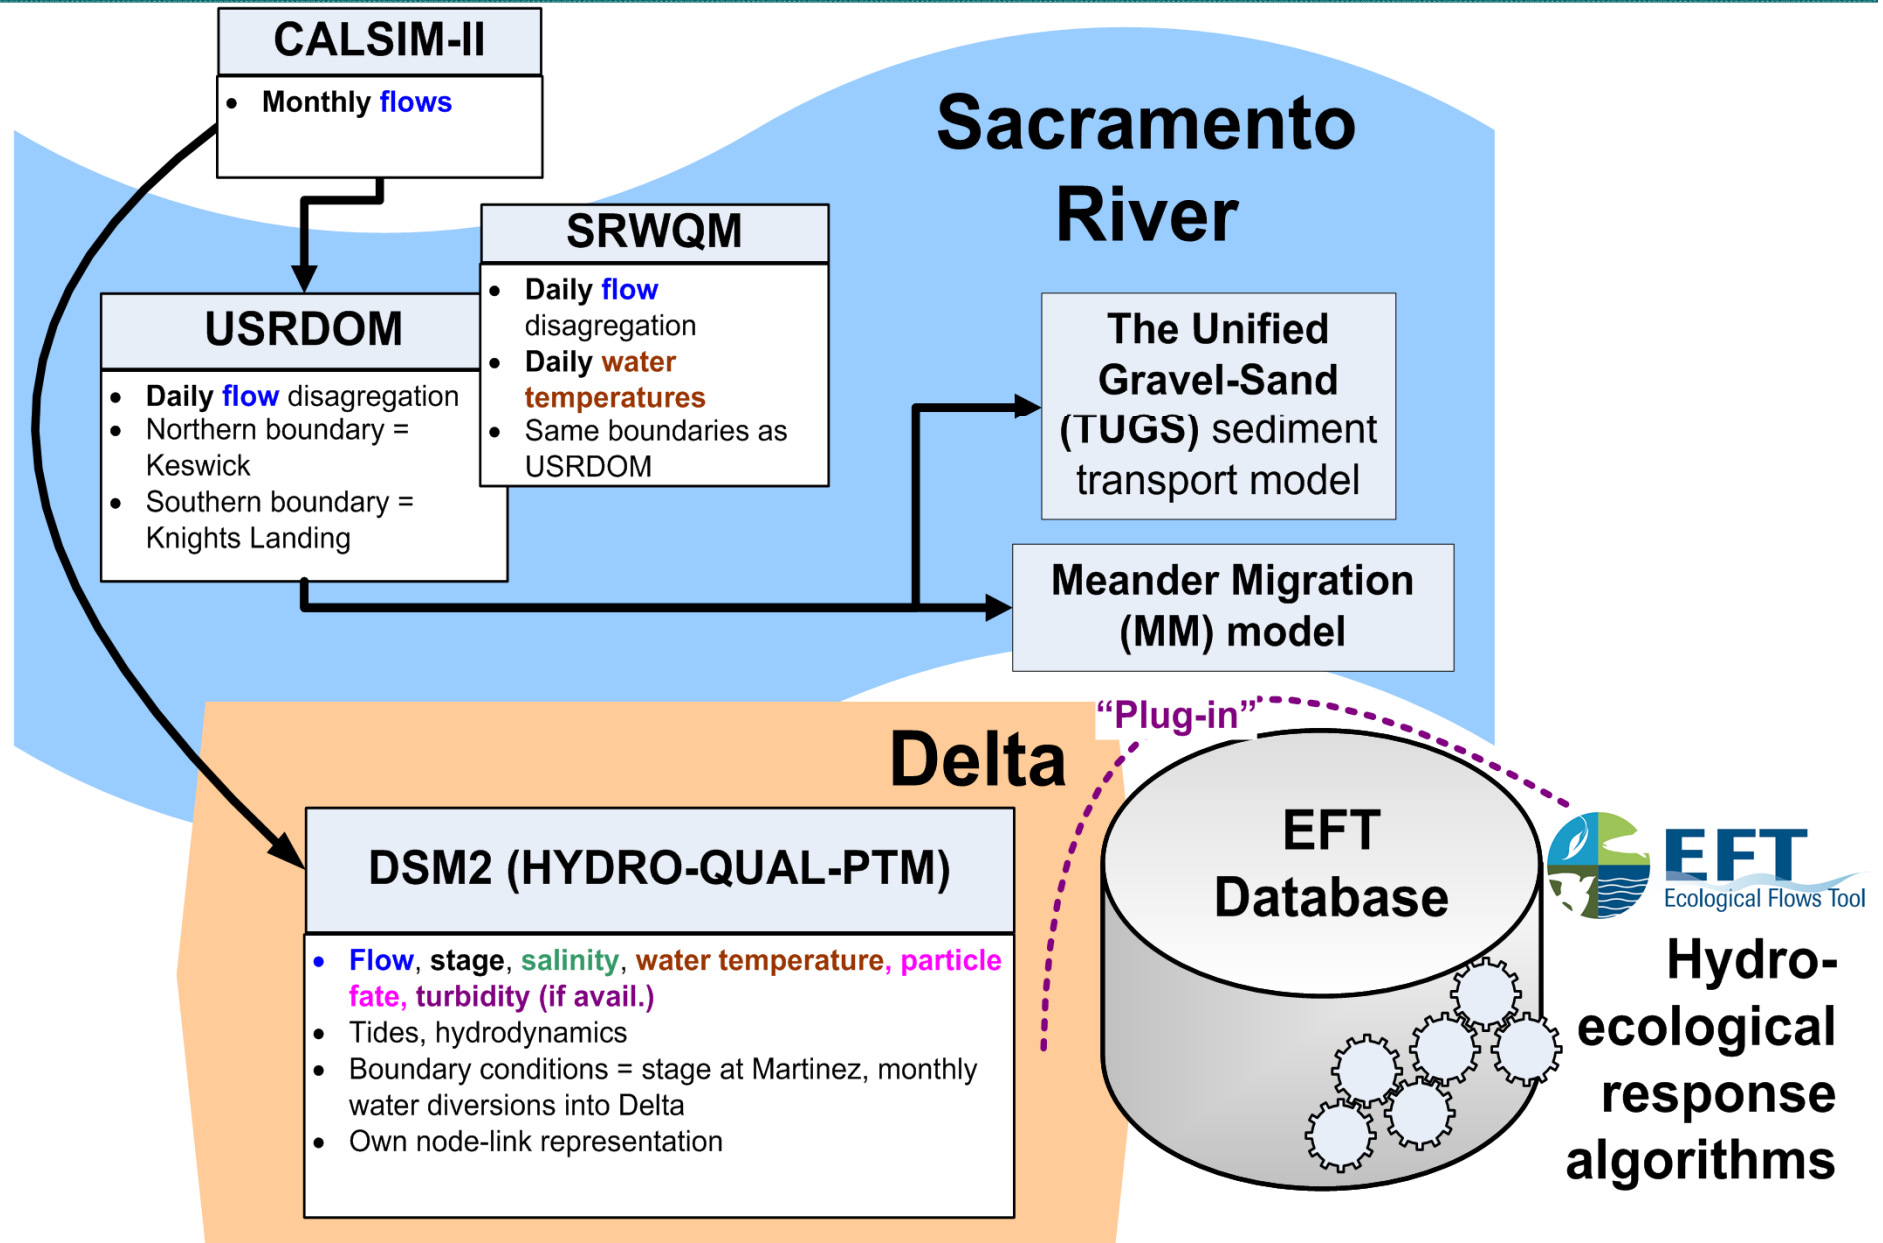 CALSIM-II
• Monthly flows
Sacramento
River
SRWQM
• Daily flow
disagregation
• Daily water
temperatures
• Same boundaries as
USRDOM
USRDOM
• Daily flow disagregation
• Northern boundary =
Keswick
• Southern boundary =
Knights Landing
The Unified
Gravel-Sand
(TUGS) sediment
transport model
Meander Migration
(MM) model
Delta
DSM2 (HYDRO-QUAL-PTM)
• Flow, stage, salinity, water temperature, particle
fate, turbidity (if avail.)
• Tides, hydrodynamics
• Boundary conditions = stage at Martinez, monthly
water diversions into Delta
• Own node-link representation
“Plug-in”
EFT
Database
EFT
Ecological Flows Tool
Hydro-
ecological
response
algorithms